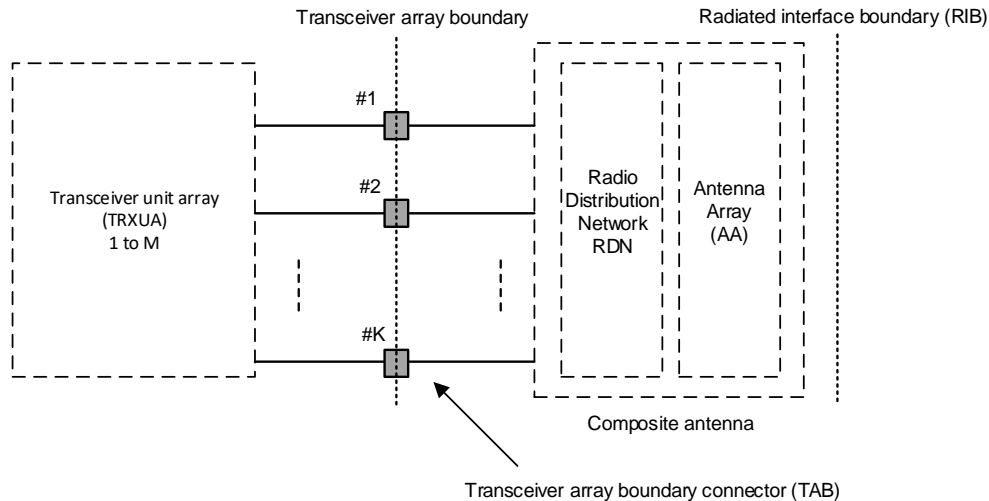 Transceiver array boundary
Radiated interface boundary (RIB)
#1
#2
#K
Transceiver unit array
(TRXUA)
1 to M
Radio
Distribution
Network
RDN
Antenna
Array
(AA)
Composite antenna
Transceiver array boundary connector (TAB)